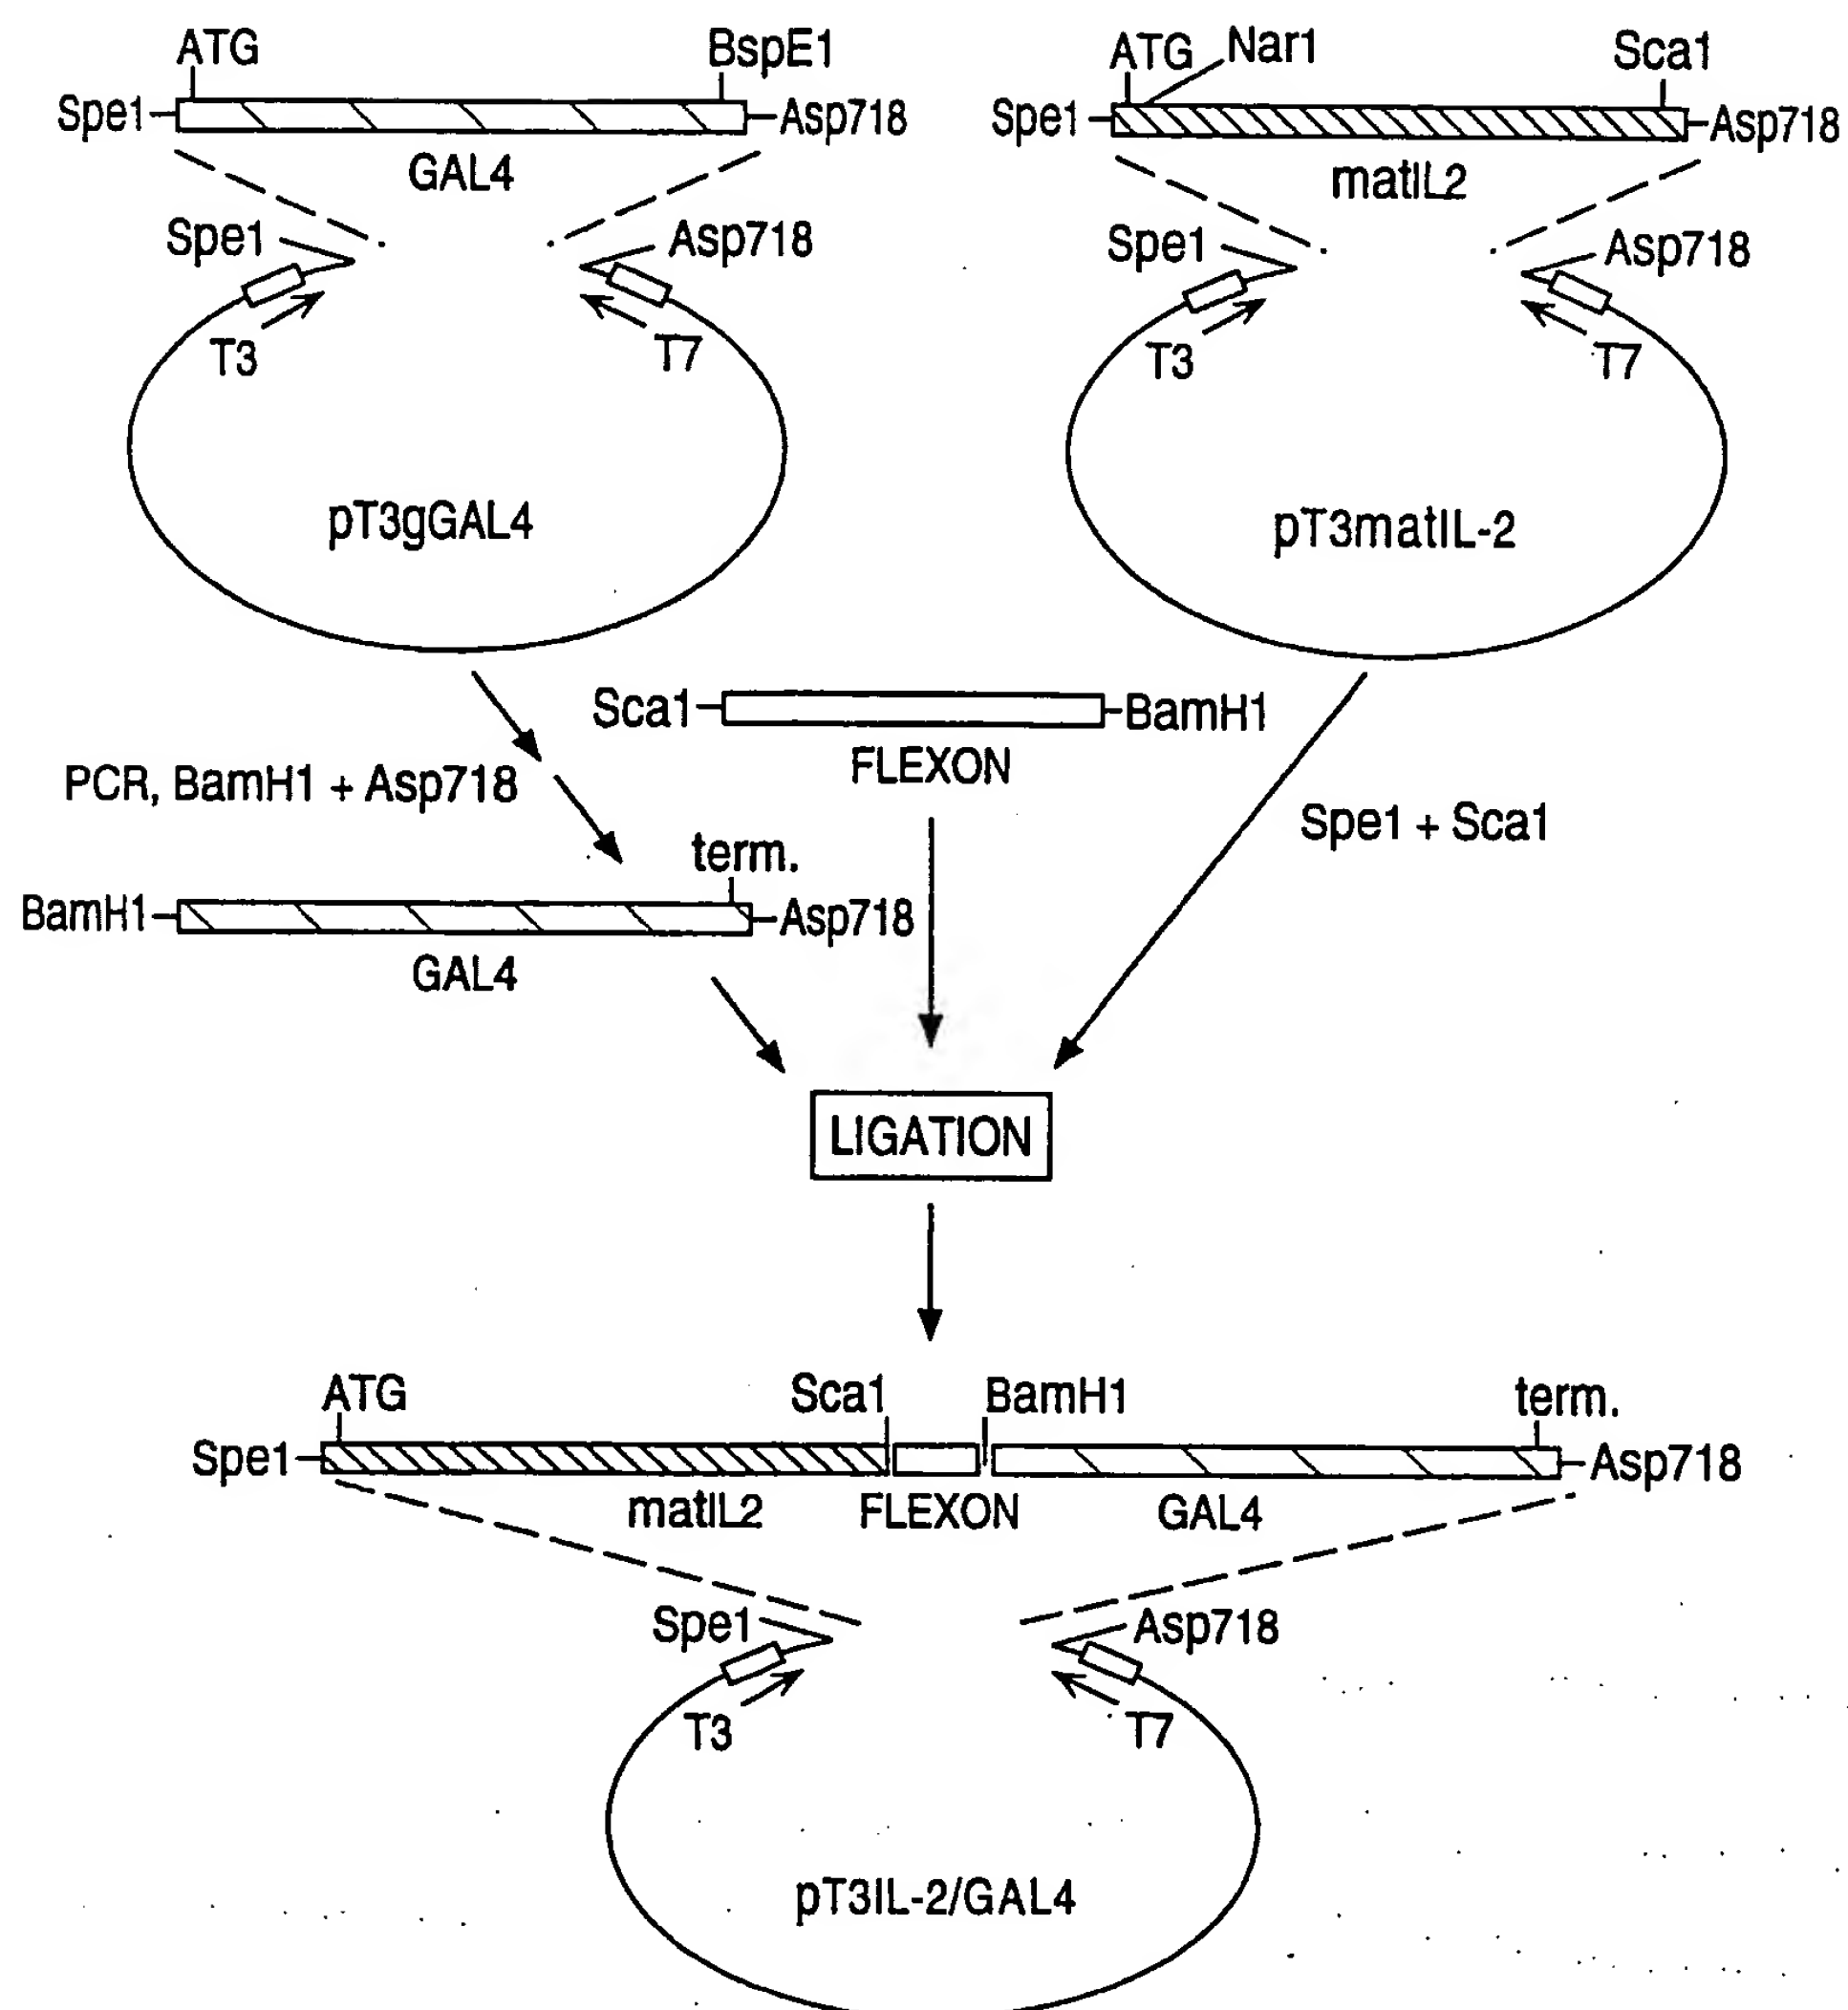 ATG
BspE1
Spe1
Asp718
GAL4
Spe1
Asp718
T3
T7
pT3gGAL4
ATG
Nar1
Sca1
Spe1
Asp718
matIL2
Spe1
Asp718
T3
T7
pT3matIL-2
Sca1
BamH1
FLEXON
PCR, BamH1 + Asp718
Spe1 + Sca1
term.
BamH1
Asp718
GAL4
LIGATION
ATG
Sca1
BamH1
term.
Spe1
Asp718
matIL2
FLEXON
GAL4
Spe1
Asp718
T3
T7
pT3IL-2/GAL4